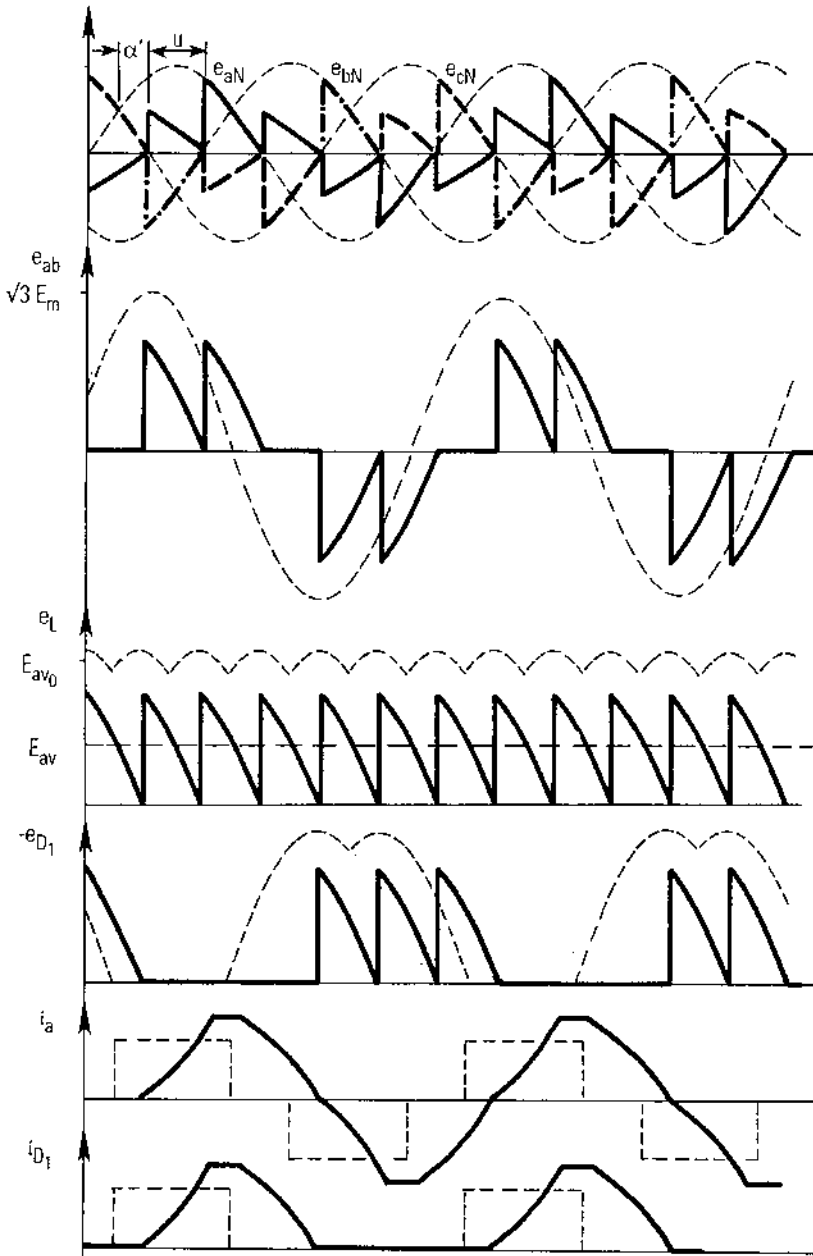 α' u
e_aN e_bN e_cN
e_ab
√3 E_m
e_L
E_av₀
E_av
-e_D₁
i_a
i_D₁